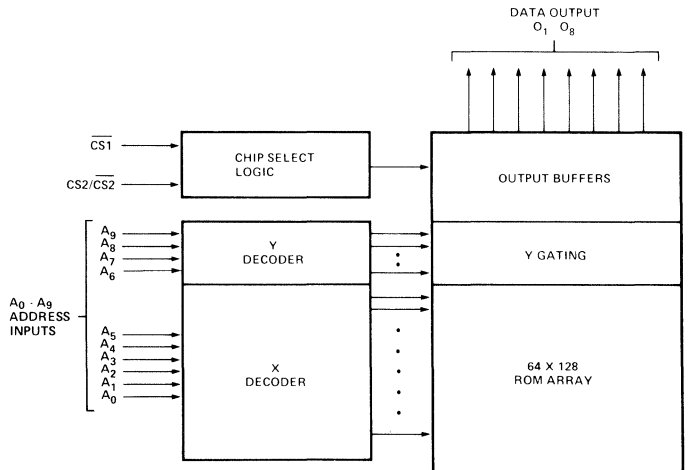 DATA OUTPUT
O1 O8
CS1
CS2/CS2
CHIP SELECT
LOGIC
OUTPUT BUFFERS
A9
A8
A7
A6
Y
DECODER
Y GATING
A0 - A9
ADDRESS
INPUTS
A5
A4
A3
A2
A1
A0
X
DECODER
64 X 128
ROM ARRAY